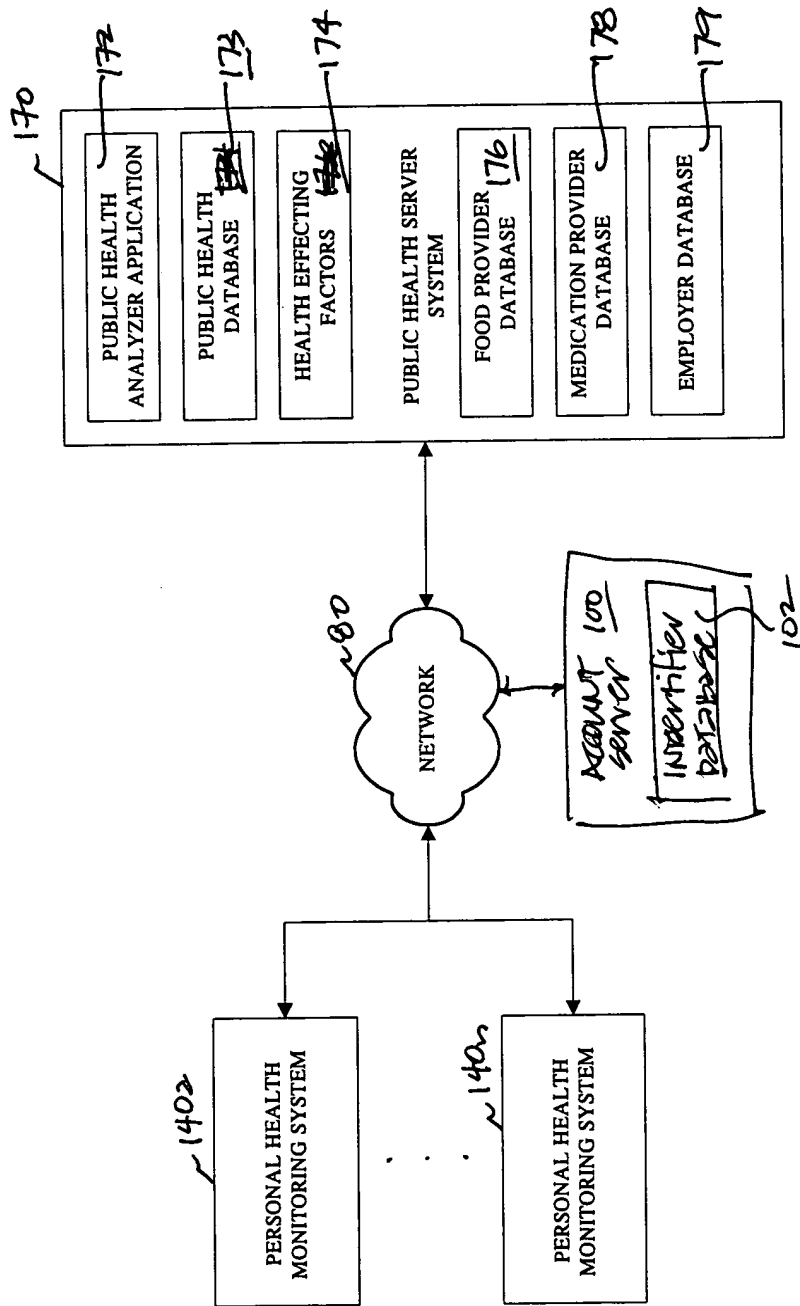 170
PUBLIC HEALTH
ANALYZER APPLICATION
172
PUBLIC HEALTH
DATABASE
173
HEALTH EFFECTING
FACTORS
174
PUBLIC HEALTH SERVER
SYSTEM
FOOD PROVIDER
DATABASE 176
MEDICATION PROVIDER
DATABASE
178
EMPLOYER DATABASE
179
80
NETWORK
ACCOUNT 100
server
INDENTIFIER
DATABASE
102
140a
PERSONAL HEALTH
MONITORING SYSTEM
. . .
140n
PERSONAL HEALTH
MONITORING SYSTEM